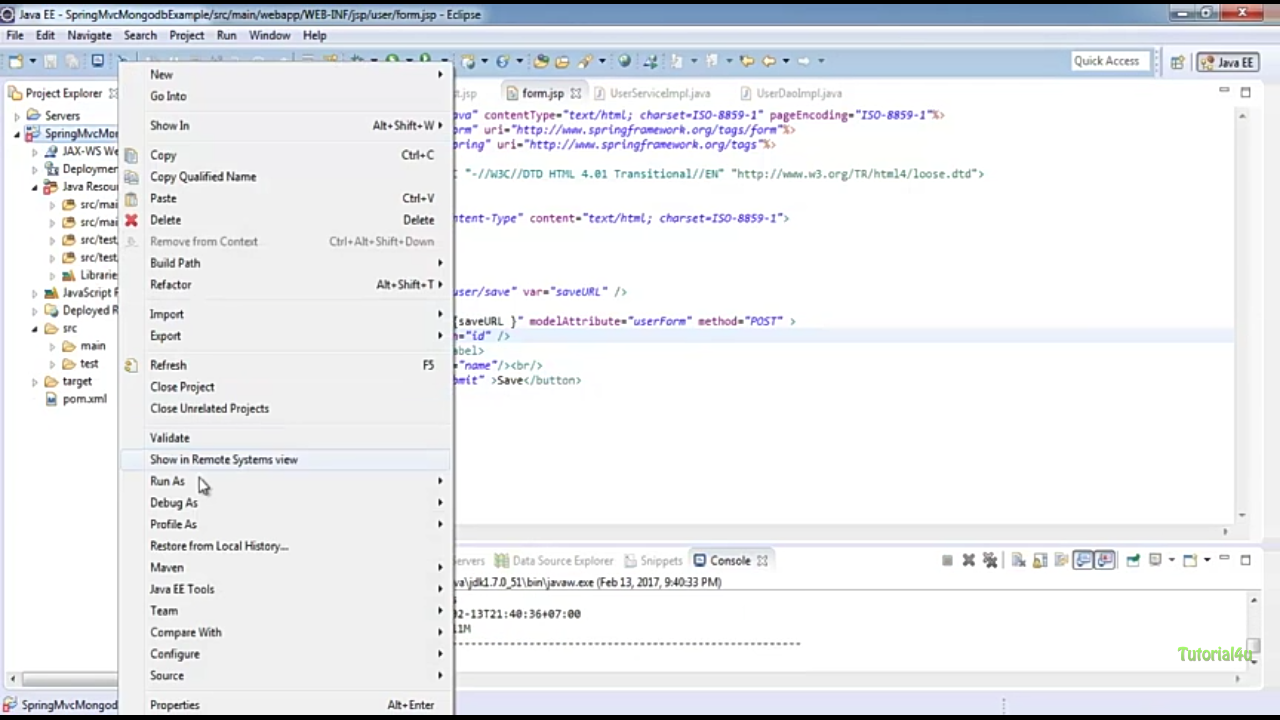 Java EE - SpringMvcMongodbExample/src/main/webapp/WEB-INF/jsp/user/form.jsp - Eclipse
File Edit Navigate Search Project Run Window Help
Quick Access Java EE
Project Explorer
Servers
SpringMvcMon
JAX-WS We
Deployme
Java Resour
src/mai
src/mai
src/test
src/test
Librarie
JavaScript R
Deployed R
src
main
test
target
pom.xml
New
Go Into
Show In Alt+Shift+W
Copy Ctrl+C
Copy Qualified Name
Paste Ctrl+V
Delete Delete
Remove from Context Ctrl+Alt+Shift+Down
Build Path
Refactor Alt+Shift+T
Import
Export
Refresh F5
Close Project
Close Unrelated Projects
Validate
Show in Remote Systems view
Run As
Debug As
Profile As
Restore from Local History...
Maven
Java EE Tools
Team
Compare With
Configure
Source
Properties Alt+Enter
st.jsp form.jsp UserServiceImpl.java UserDaoImpl.java
ava" contentType="text/html; charset=ISO-8859-1" pageEncoding="ISO-8859-1"%>
orm" uri="http://www.springframework.org/tags/form"%>
pring" uri="http://www.springframework.org/tags"%>
"-//W3C//DTD HTML 4.01 Transitional//EN" "http://www.w3.org/TR/html4/loose.dtd">
ntent-Type" content="text/html; charset=ISO-8859-1">
user/save" var="saveURL" />
{saveURL }" modelAttribute="userForm" method="POST" >
h="id" />
abel>
="name"/><br/>
bmit" >Save</button>
ervers Data Source Explorer Snippets Console
va\jdk1.7.0_51\bin\javaw.exe (Feb 13, 2017, 9:40:33 PM)
02-13T21:40:36+07:00
11M
------------------------------------------------
Tutorial4u
SpringMvcMongod